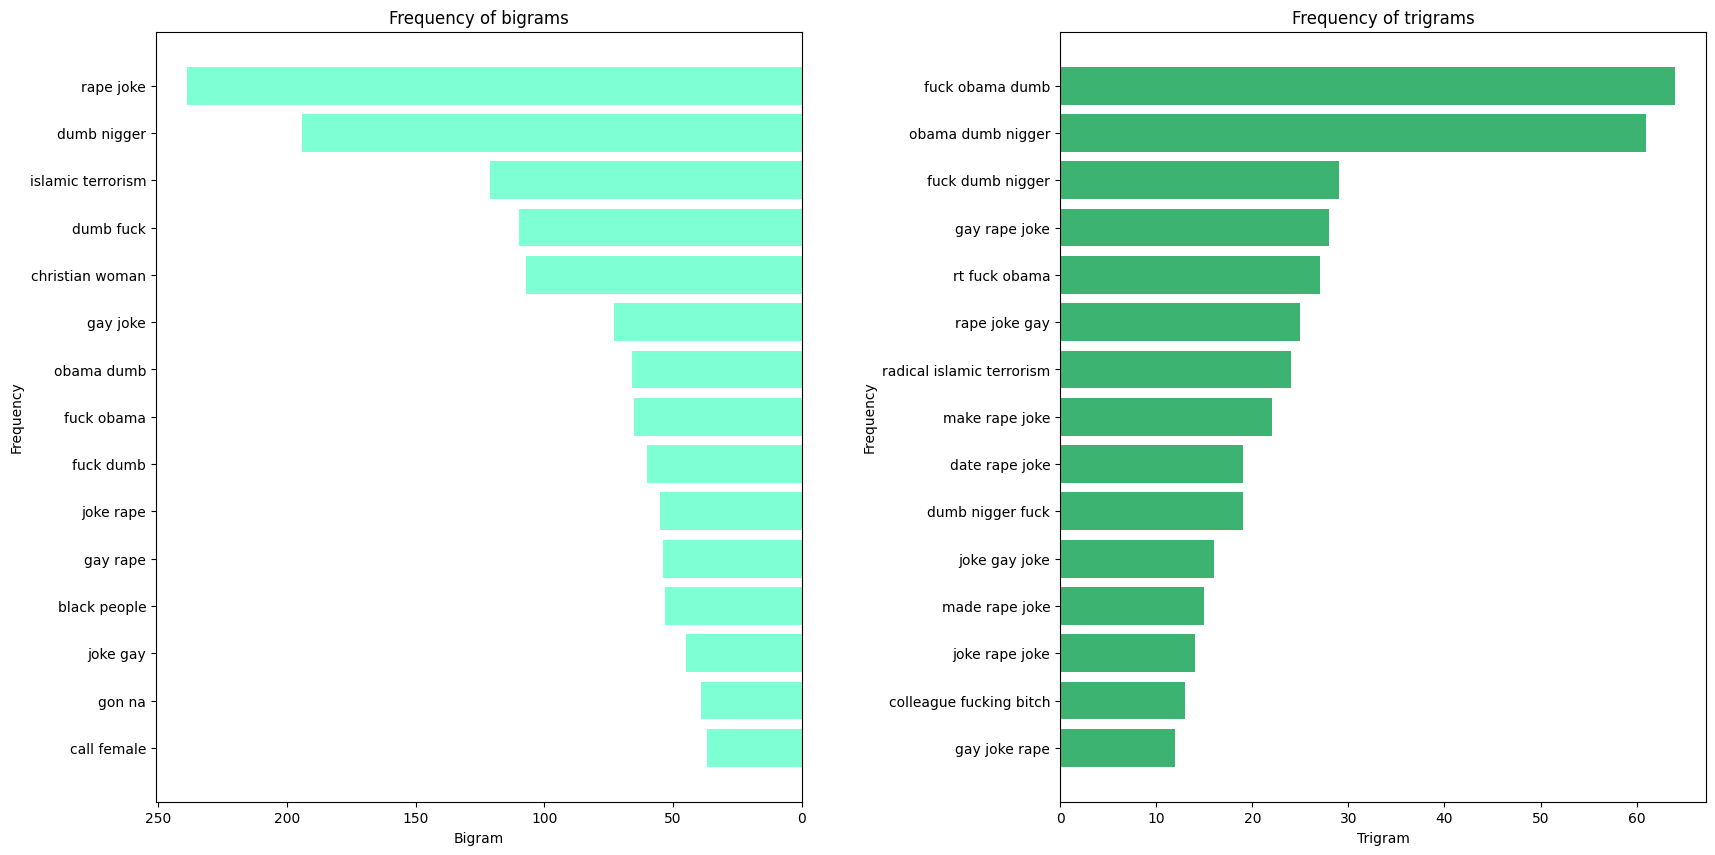 Frequency of bigrams
rape joke
dumb nigger
islamic terrorism
dumb fuck
christian woman
gay joke
obama dumb
fuck obama
fuck dumb
joke rape
gay rape
black people
joke gay
gon na
call female
Frequency
250 200 150 100 50 0
Bigram
Frequency of trigrams
fuck obama dumb
obama dumb nigger
fuck dumb nigger
gay rape joke
rt fuck obama
rape joke gay
radical islamic terrorism
make rape joke
date rape joke
dumb nigger fuck
joke gay joke
made rape joke
joke rape joke
colleague fucking bitch
gay joke rape
Frequency
0 10 20 30 40 50 60
Trigram